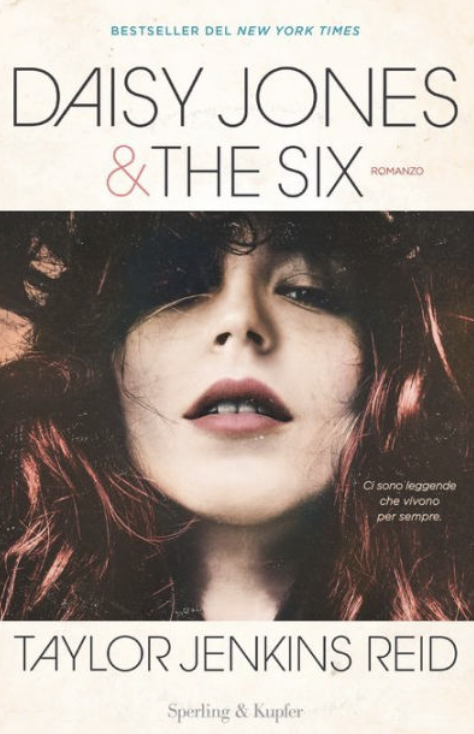 BESTSELLER DEL NEW YORK TIMES
DAISY JONES
& THE SIX ROMANZO
Ci sono leggende
che vivono
per sempre.
TAYLOR JENKINS REID
Sperling & Kupfer